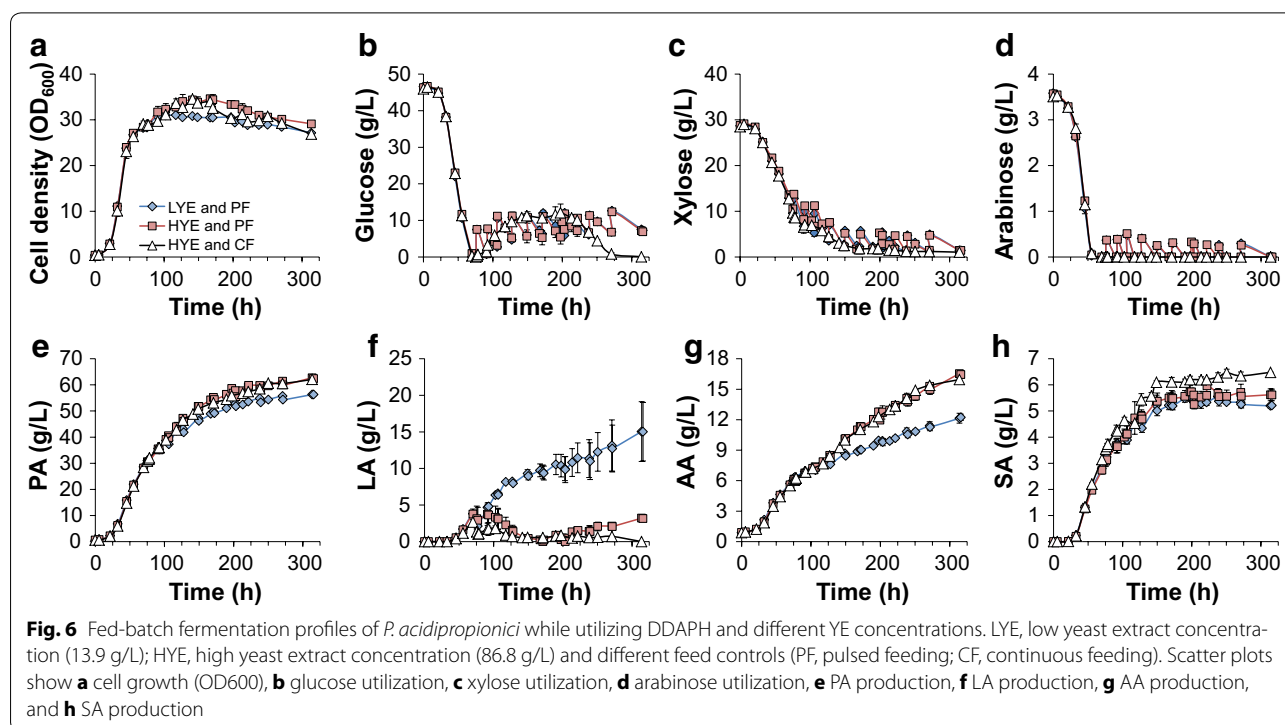 a
Cell density (OD600)
40
30
20
10
0
LYE and PF
HYE and PF
HYE and CF
0 100 200 300
Time (h)
b
Glucose (g/L)
50
40
30
20
10
0
0 100 200 300
Time (h)
c
Xylose (g/L)
40
30
20
10
0
0 100 200 300
Time (h)
d
Arabinose (g/L)
4
3
2
1
0
0 100 200 300
Time (h)
e
PA (g/L)
70
60
50
40
30
20
10
0
0 100 200 300
Time (h)
f
LA (g/L)
25
20
15
10
5
0
0 100 200 300
Time (h)
g
AA (g/L)
18
15
12
9
6
3
0
0 100 200 300
Time (h)
h
SA (g/L)
7
6
5
4
3
2
1
0
0 100 200 300
Time (h)
Fig. 6 Fed-batch fermentation profiles of P. acidipropionici while utilizing DDAPH and different YE concentrations. LYE, low yeast extract concentra-
tion (13.9 g/L); HYE, high yeast extract concentration (86.8 g/L) and different feed controls (PF, pulsed feeding; CF, continuous feeding). Scatter plots
show a cell growth (OD600), b glucose utilization, c xylose utilization, d arabinose utilization, e PA production, f LA production, g AA production,
and h SA production